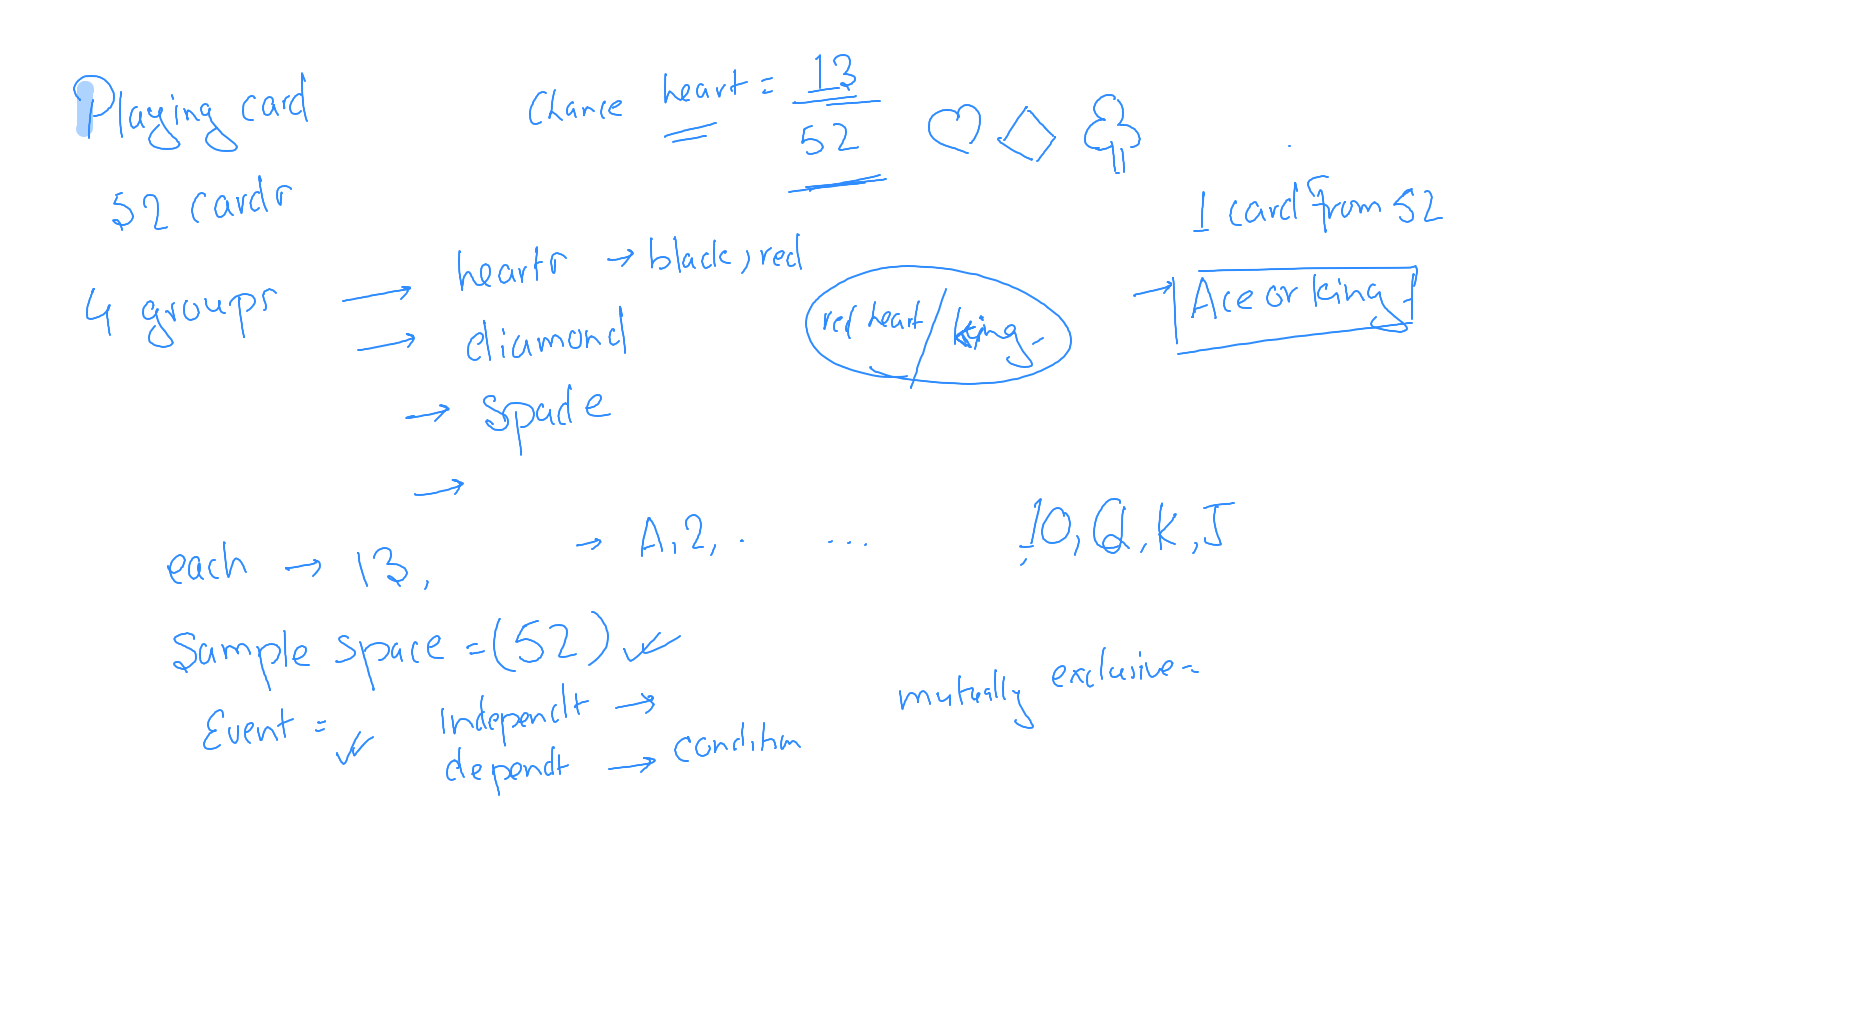 Playing card
Chance heart = 13/52
52 cards
1 card from 52
4 groups → hearts → black, red
→ diamond
red heart / king
→ Ace or king
→ spade
→
each → 13, → A, 2, . ... 10, Q, K, J
Sample space = (52)
mutually exclusive =
Event =
Independt →
dependt → condition